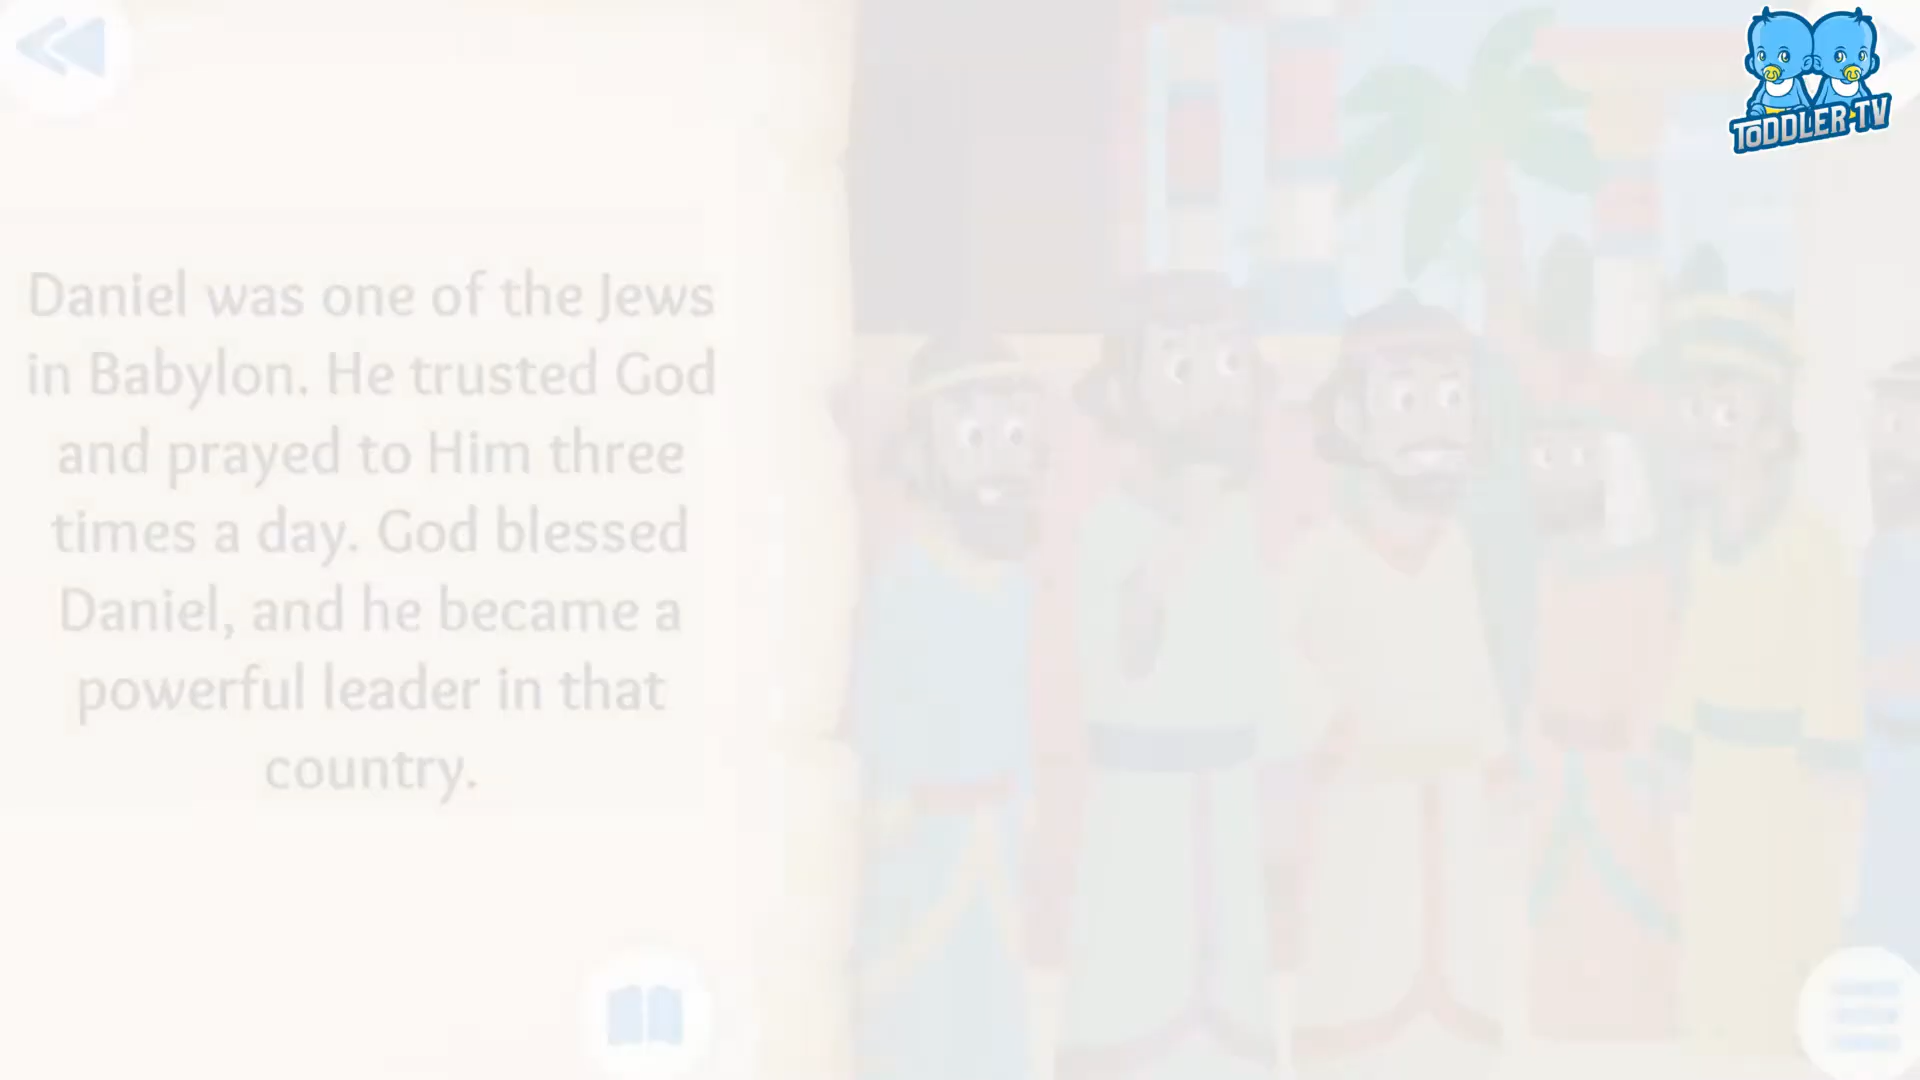 TODDLER TV
Daniel was one of the Jews
in Babylon. He trusted God
and prayed to Him three
times a day. God blessed
Daniel, and he became a
powerful leader in that
country.